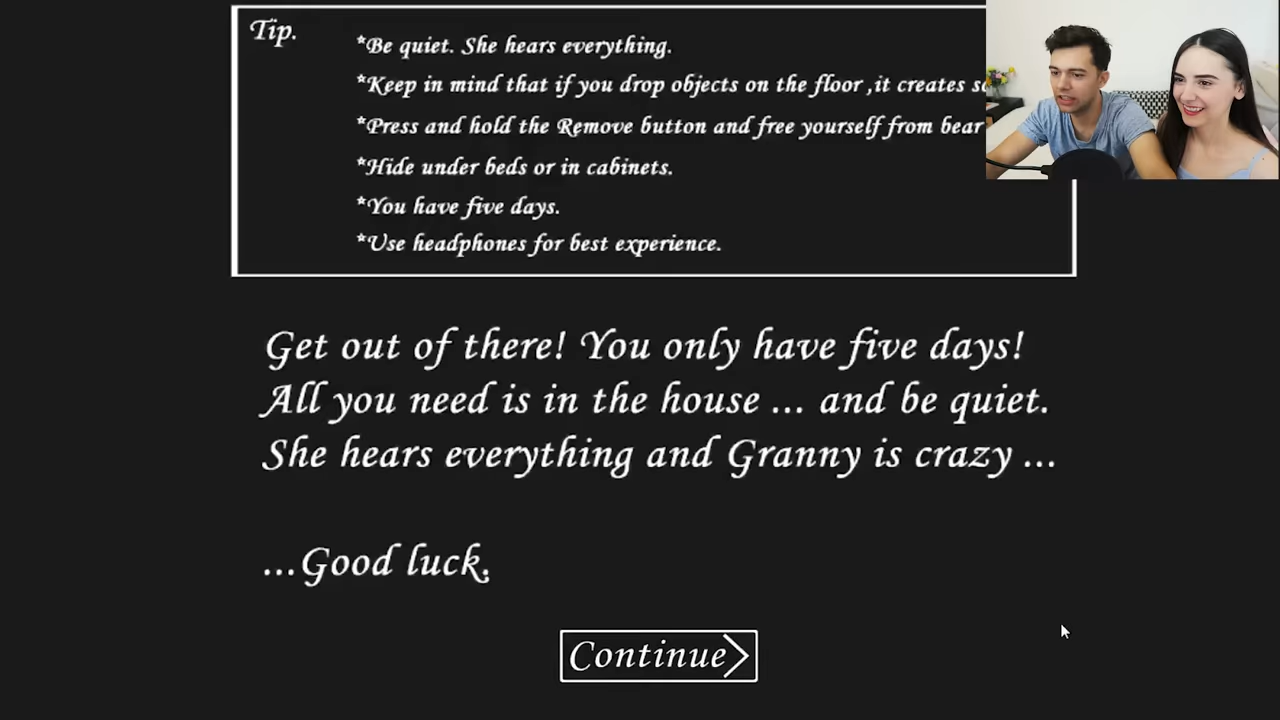 Tip.
*Be quiet. She hears everything.
*Keep in mind that if you drop objects on the floor ,it creates
*Press and hold the Remove button and free yourself from bear
*Hide under beds or in cabinets.
*You have five days.
*Use headphones for best experience.
Get out of there! You only have five days!
All you need is in the house ... and be quiet.
She hears everything and Granny is crazy ...
...Good luck.
Continue